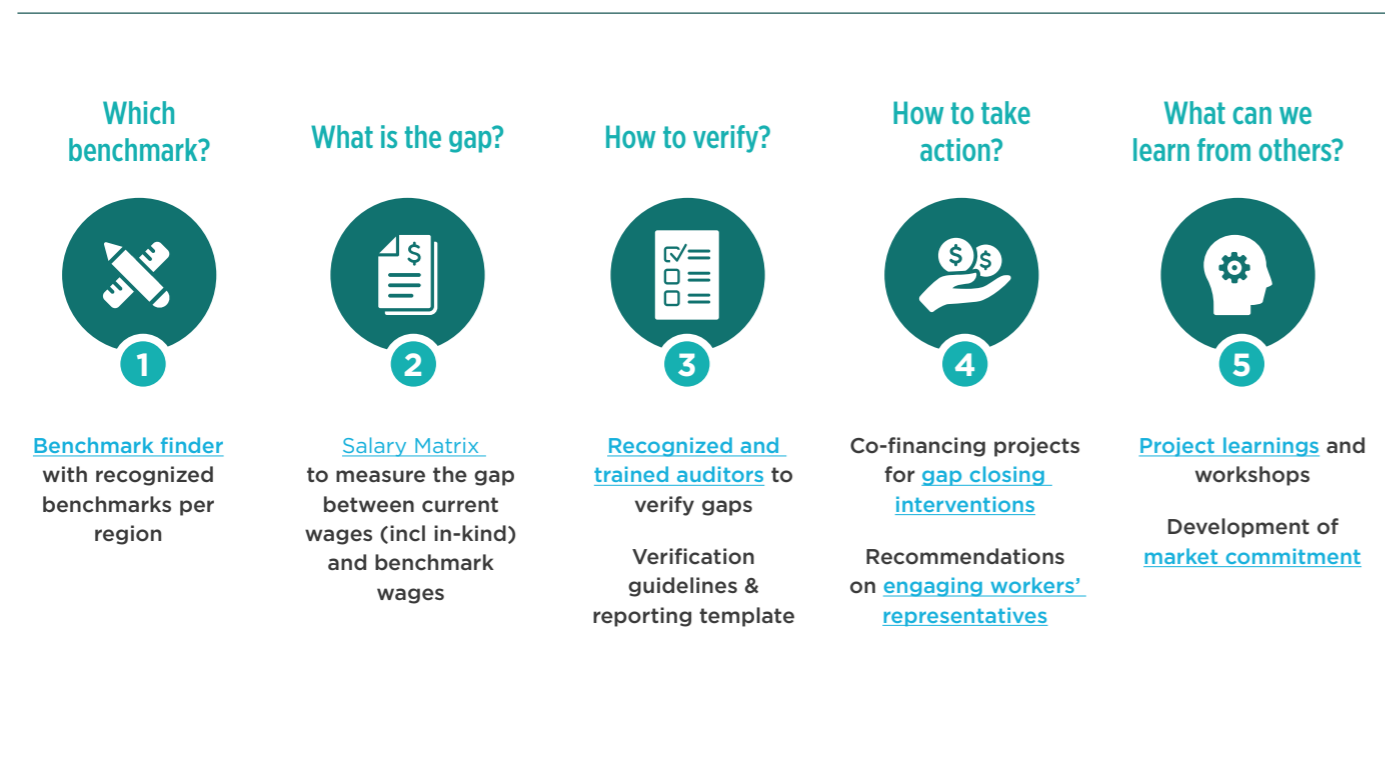 Which
benchmark?
1
Benchmark finder
with recognized
benchmarks per
region
What is the gap?
$
2
Salary Matrix
to measure the gap
between current
wages (incl in-kind)
and benchmark
wages
How to verify?
3
Recognized and
trained auditors to
verify gaps
Verification
guidelines &
reporting template
How to take
action?
$
$
4
Co-financing projects
for gap closing
interventions
Recommendations
on engaging workers’
representatives
What can we
learn from others?
5
Project learnings and
workshops
Development of
market commitment